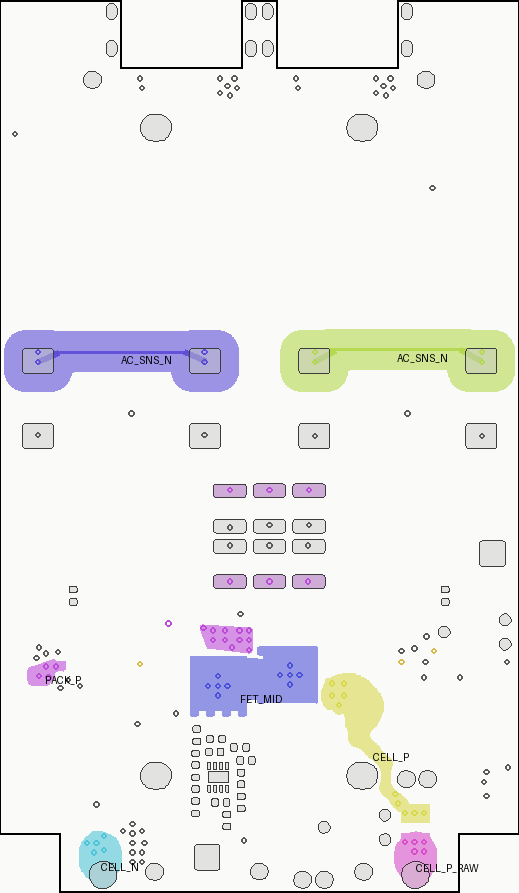 AC_SNS_N
AC_SNS_N
PACK_P
FET_MID
CELL_P
CELL_N
CELL_P_RAW